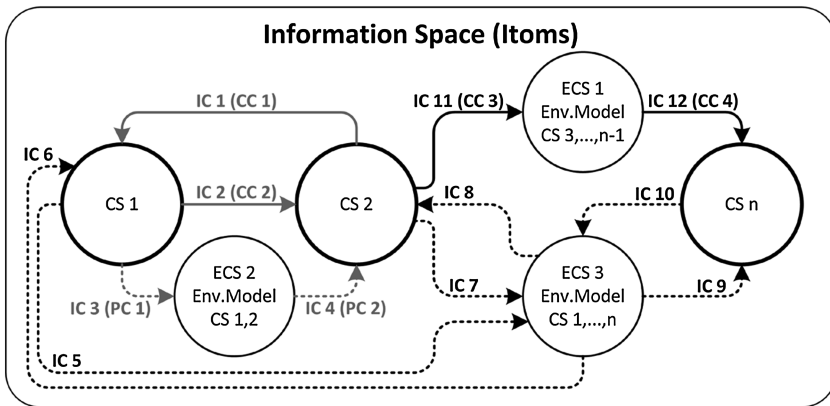 Information Space (Itoms)
IC 1 (CC 1)
IC 11 (CC 3)
ECS 1
Env.Model
CS 3,...,n-1
IC 12 (CC 4)
IC 6
CS 1
IC 2 (CC 2)
CS 2
IC 8
IC 10
CS n
IC 3 (PC 1)
ECS 2
Env.Model
CS 1,2
IC 4 (PC 2)
IC 7
ECS 3
Env.Model
CS 1,...,n
IC 9
IC 5